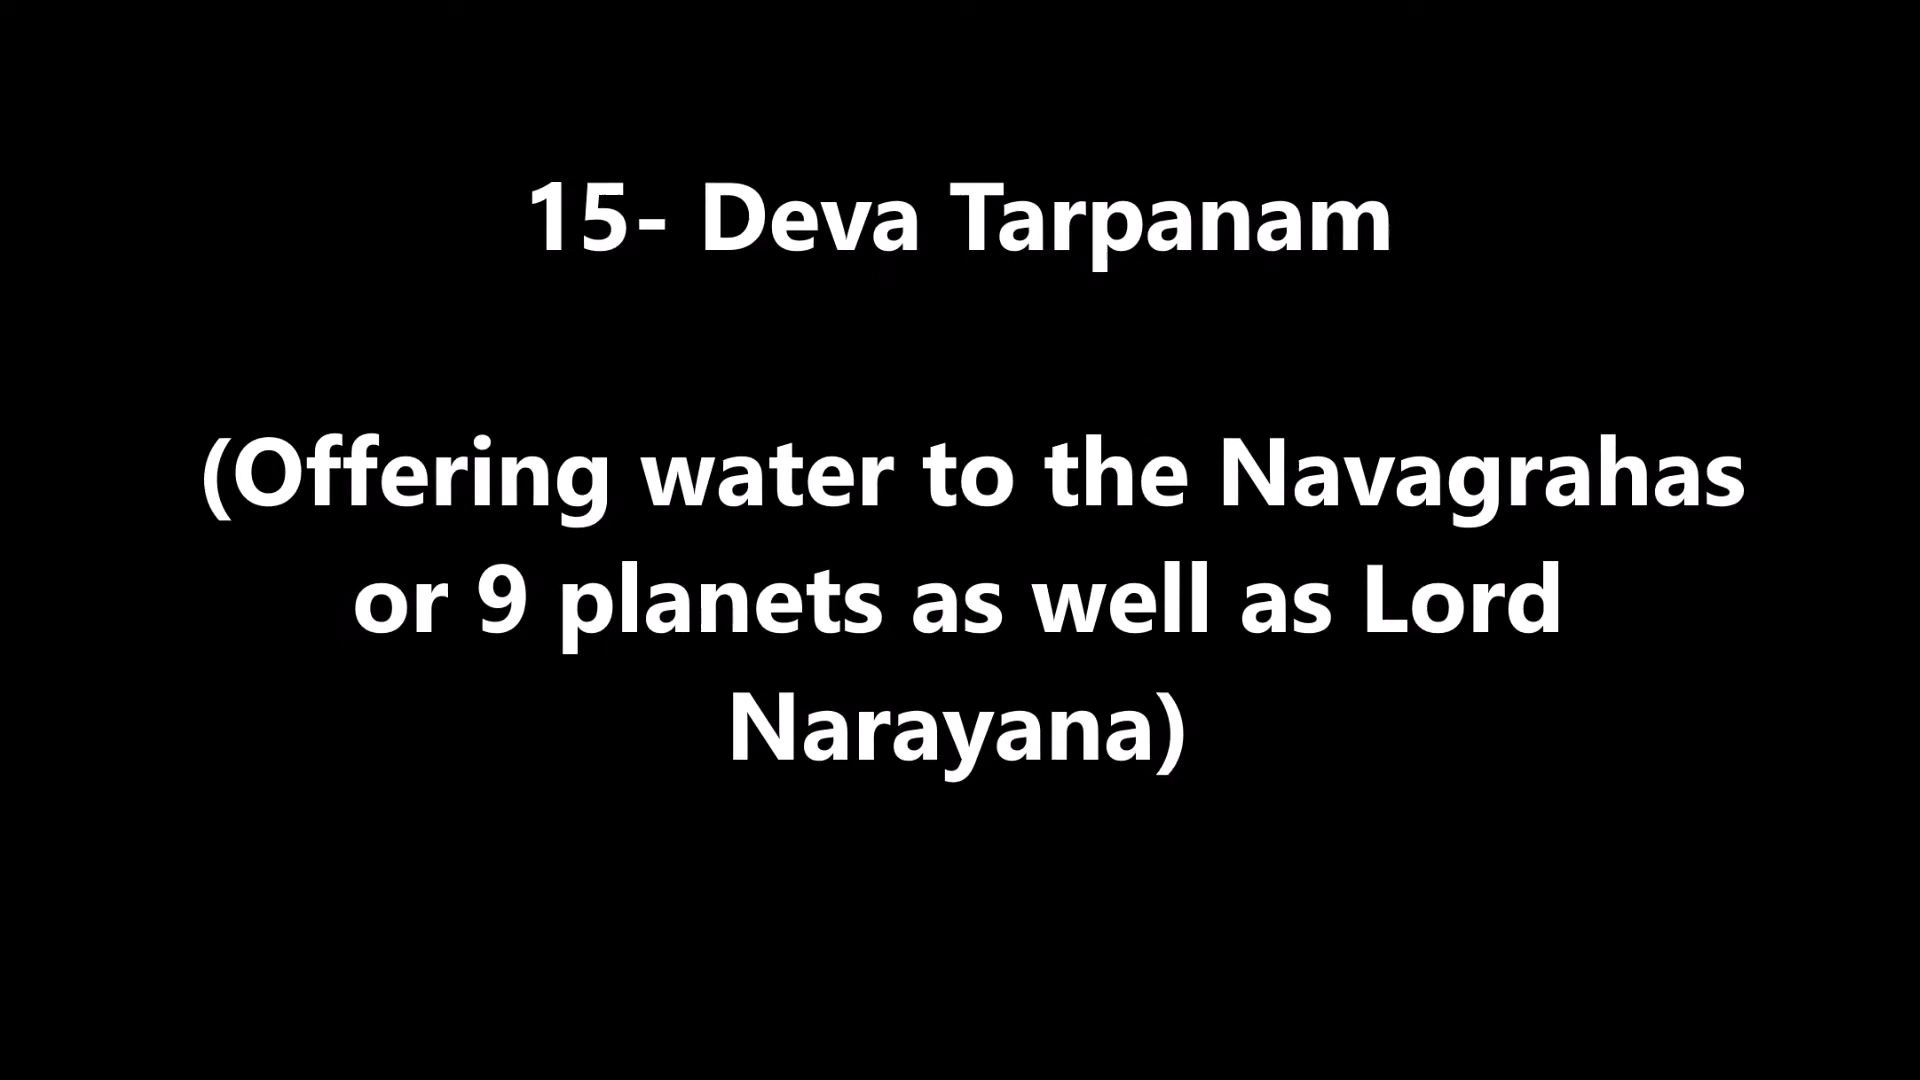 15- Deva Tarpanam
(Offering water to the Navagrahas
or 9 planets as well as Lord
Narayana)